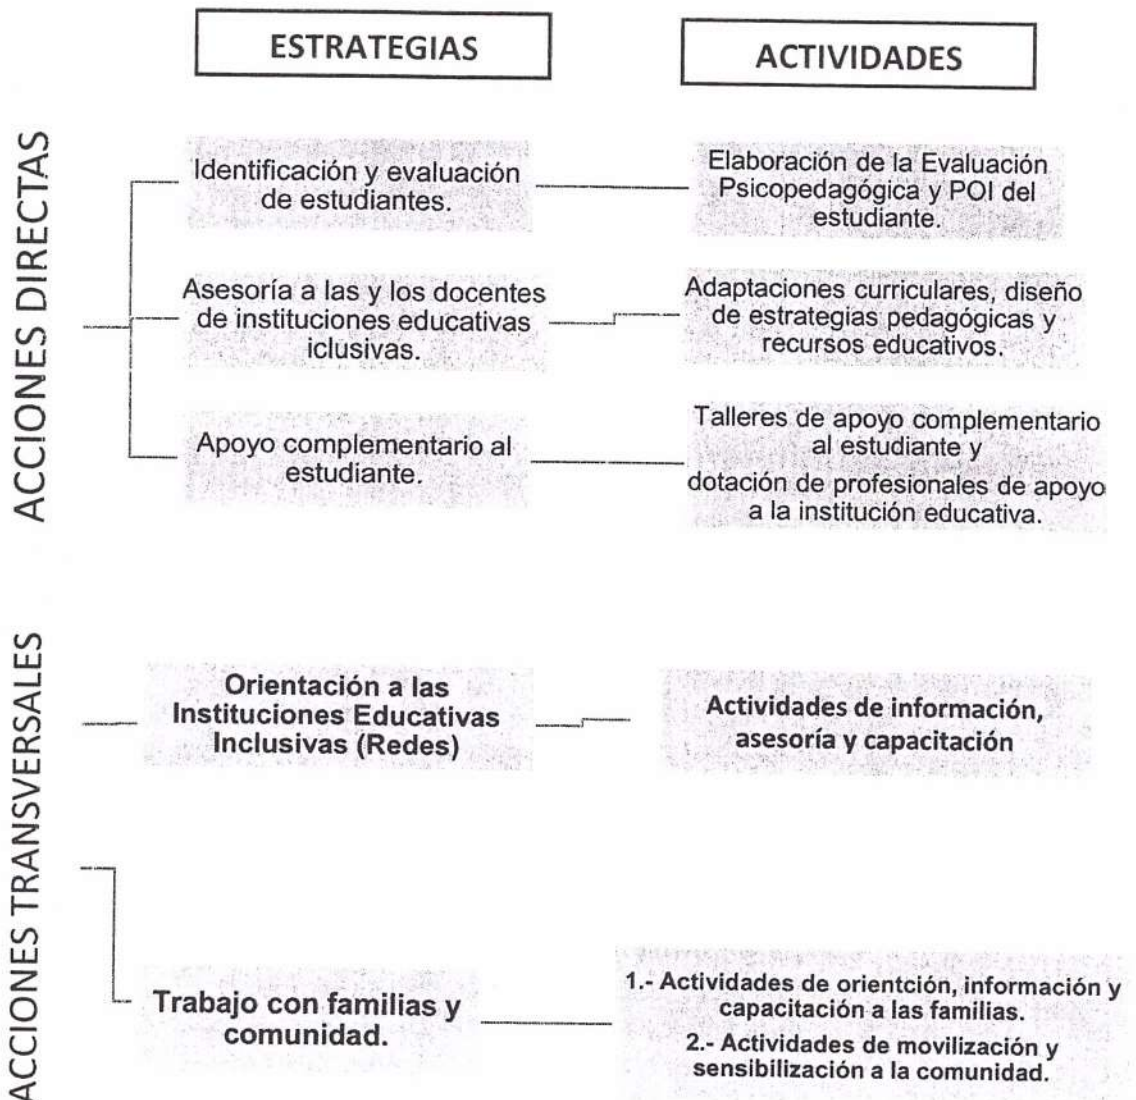 ESTRATEGIAS
ACTIVIDADES
ACCIONES DIRECTAS
Identificación y evaluación
de estudiantes.
Elaboración de la Evaluación
Psicopedagógica y POI del
estudiante.
Asesoría a las y los docentes
de instituciones educativas
iclusivas.
Adaptaciones curriculares, diseño
de estrategias pedagógicas y
recursos educativos.
Apoyo complementario al
estudiante.
Talleres de apoyo complementario
al estudiante y
dotación de profesionales de apoyo
a la institución educativa.
ACCIONES TRANSVERSALES
Orientación a las
Instituciones Educativas
Inclusivas (Redes)
Actividades de información,
asesoría y capacitación
Trabajo con familias y
comunidad.
1.- Actividades de orientción, información y
capacitación a las familias.
2.- Actividades de movilización y
sensibilización a la comunidad.